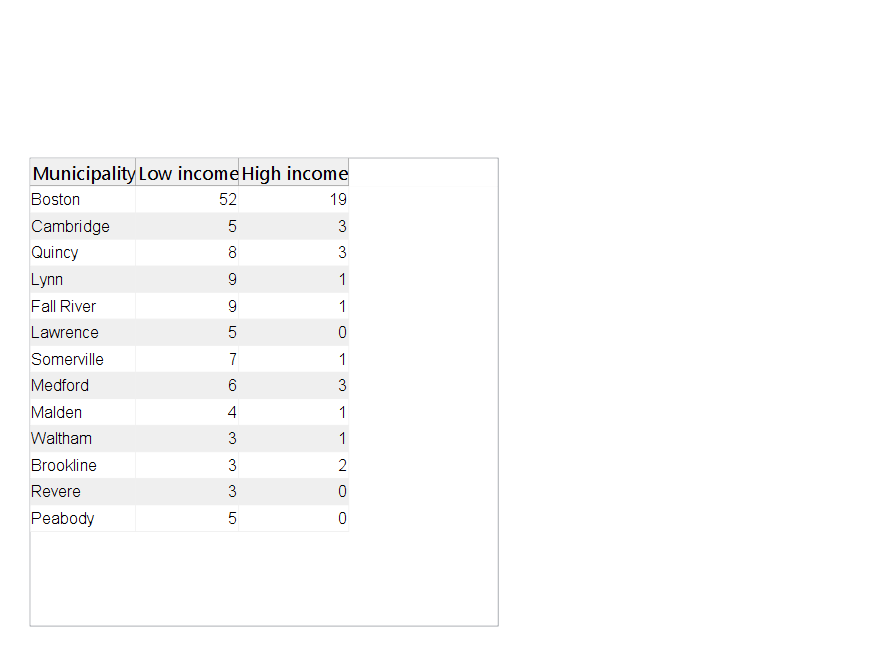 Municipality Low income High income
Boston 52 19
Cambridge 5 3
Quincy 8 3
Lynn 9 1
Fall River 9 1
Lawrence 5 0
Somerville 7 1
Medford 6 3
Malden 4 1
Waltham 3 1
Brookline 3 2
Revere 3 0
Peabody 5 0